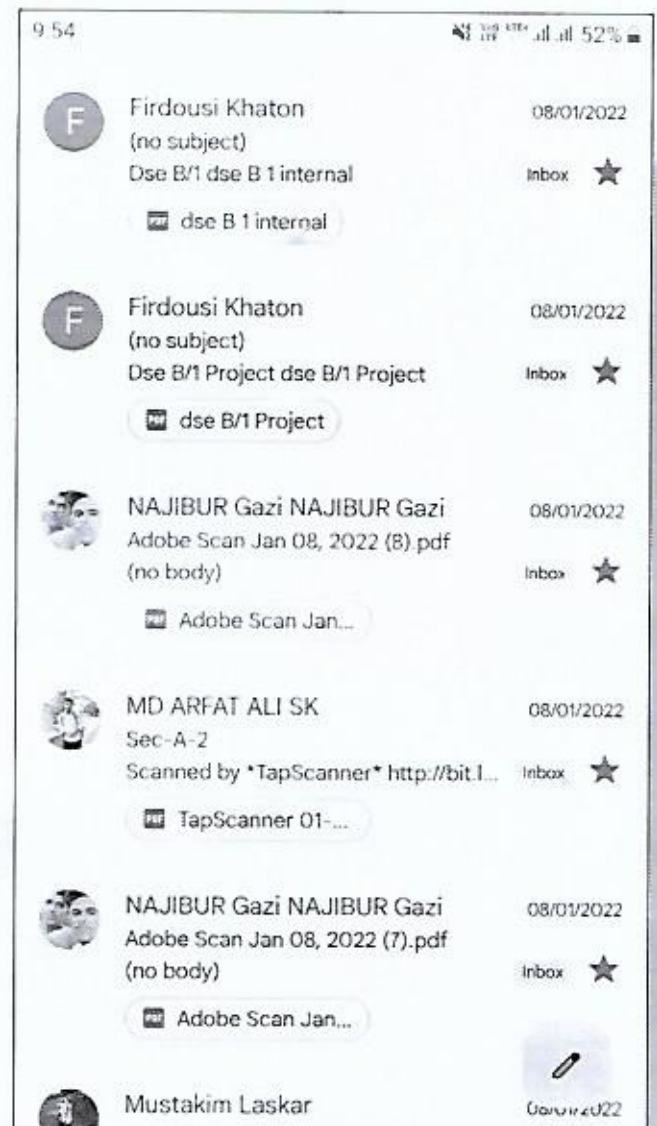 9 54
52%
F
Firdousi Khaton
08/01/2022
(no subject)
Dse B/1 dse B 1 internal
Inbox
dse B 1 internal
F
Firdousi Khaton
08/01/2022
(no subject)
Dse B/1 Project dse B/1 Project
Inbox
PDF dse B/1 Project
NAJIBUR Gazi NAJIBUR Gazi
08/01/2022
Adobe Scan Jan 08, 2022 (8).pdf
(no body)
Inbox
PDF Adobe Scan Jan...
MD ARFAT ALI SK
08/01/2022
Sec-A-2
Scanned by *TapScanner* http://bit.l...
Inbox
PDF TapScanner 01-...
NAJIBUR Gazi NAJIBUR Gazi
08/01/2022
Adobe Scan Jan 08, 2022 (7).pdf
(no body)
Inbox
PDF Adobe Scan Jan...
Mustakim Laskar